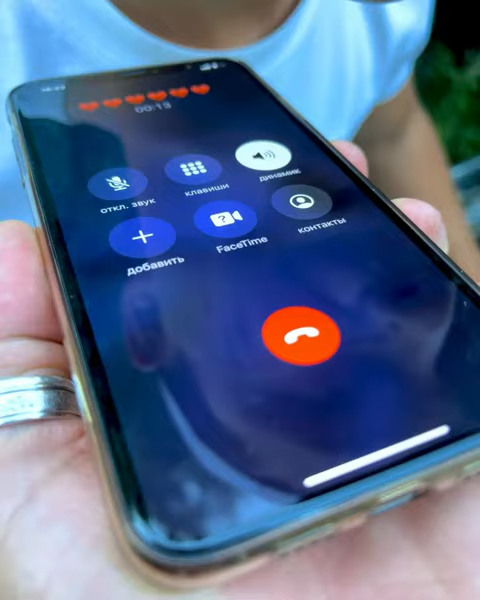 ❤️❤️❤️❤️❤️❤️
00:13
откл. звук
клавиши
динамик
добавить
FaceTime
контакты